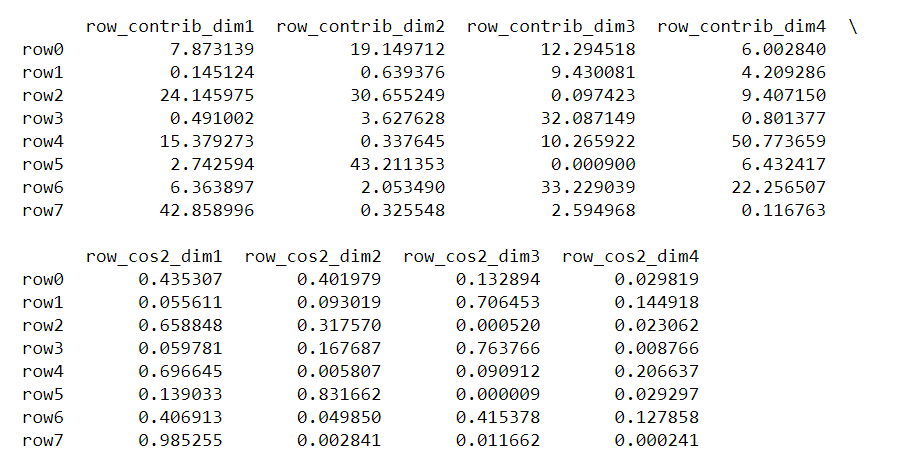 row_contrib_dim1 row_contrib_dim2 row_contrib_dim3 row_contrib_dim4 \
row0 7.873139 19.149712 12.294518 6.002840
row1 0.145124 0.639376 9.430081 4.209286
row2 24.145975 30.655249 0.097423 9.407150
row3 0.491002 3.627628 32.087149 0.801377
row4 15.379273 0.337645 10.265922 50.773659
row5 2.742594 43.211353 0.000900 6.432417
row6 6.363897 2.053490 33.229039 22.256507
row7 42.858996 0.325548 2.594968 0.116763
row_cos2_dim1 row_cos2_dim2 row_cos2_dim3 row_cos2_dim4
row0 0.435307 0.401979 0.132894 0.029819
row1 0.055611 0.093019 0.706453 0.144918
row2 0.658848 0.317570 0.000520 0.023062
row3 0.059781 0.167687 0.763766 0.008766
row4 0.696645 0.005807 0.090912 0.206637
row5 0.139033 0.831662 0.000009 0.029297
row6 0.406913 0.049850 0.415378 0.127858
row7 0.985255 0.002841 0.011662 0.000241